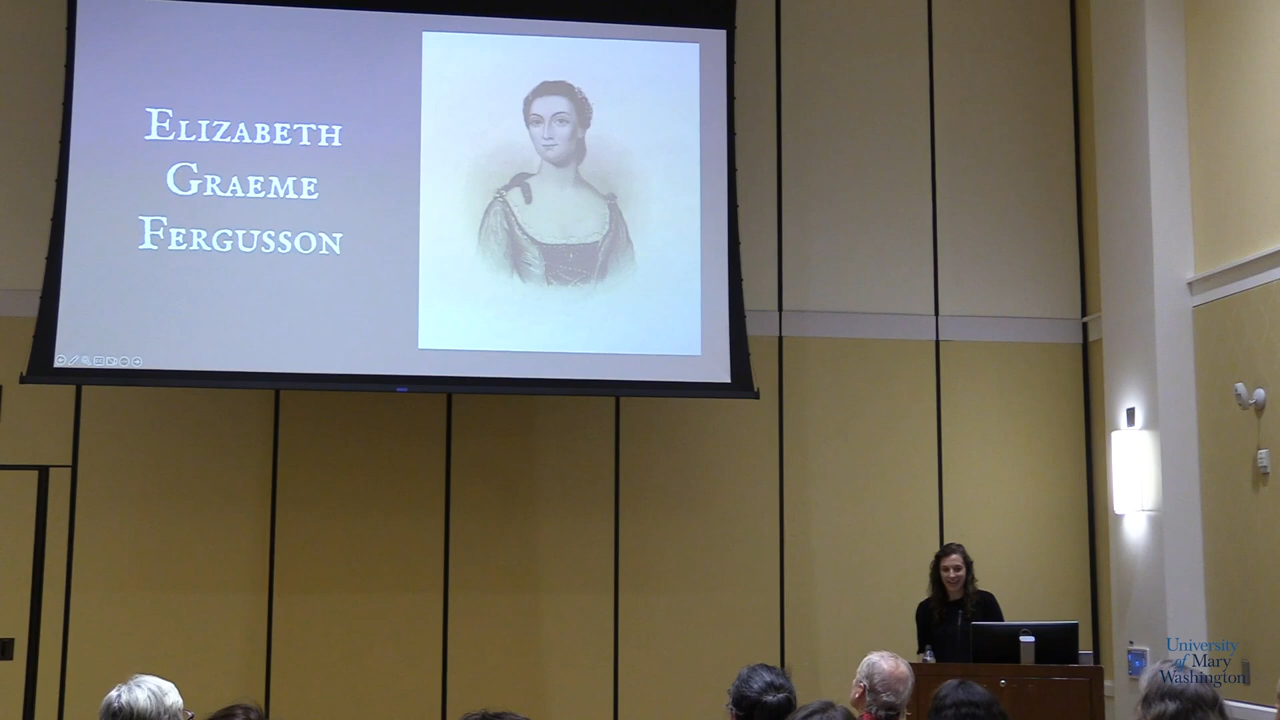 ELIZABETH
GRAEME
FERGUSSON
University
of Mary
Washington